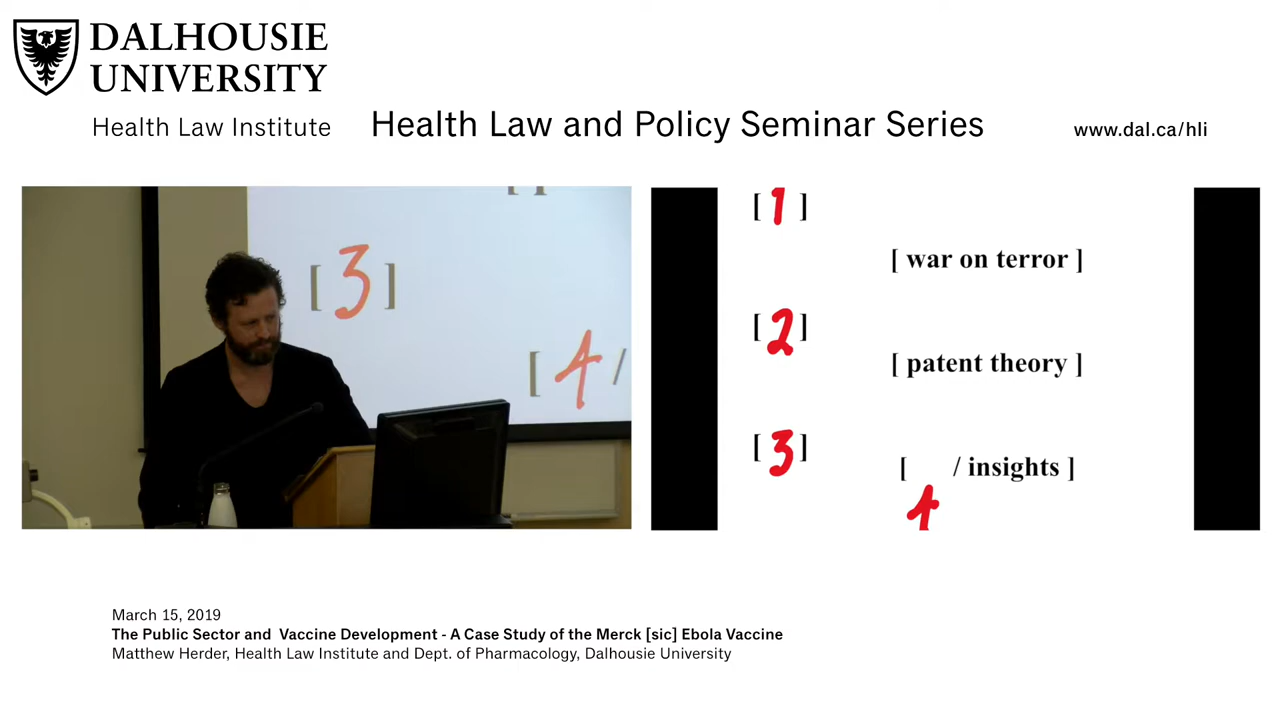 DALHOUSIE
UNIVERSITY
Health Law Institute
Health Law and Policy Seminar Series
www.dal.ca/hli
[ 3 ]
[ 4 /
[ 1 ]
[ war on terror ]
[ 2 ]
[ patent theory ]
[ 3 ]
[ / insights ]
4
March 15, 2019
The Public Sector and Vaccine Development - A Case Study of the Merck [sic] Ebola Vaccine
Matthew Herder, Health Law Institute and Dept. of Pharmacology, Dalhousie University